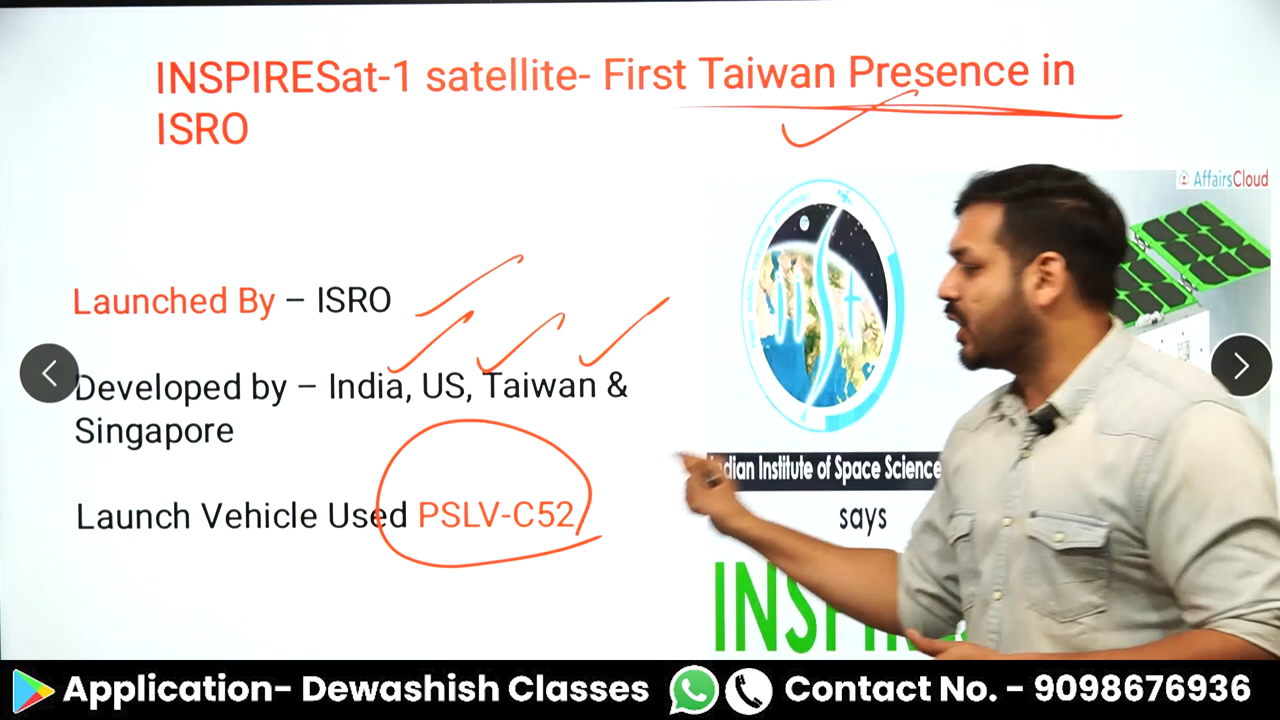 INSPIRESat-1 satellite- First Taiwan Presence in
ISRO
AffairsCloud
Launched By – ISRO
Developed by – India, US, Taiwan &
Singapore
Indian Institute of Space Science
Launch Vehicle Used PSLV-C52
says
Application- Dewashish Classes
Contact No. - 9098676936